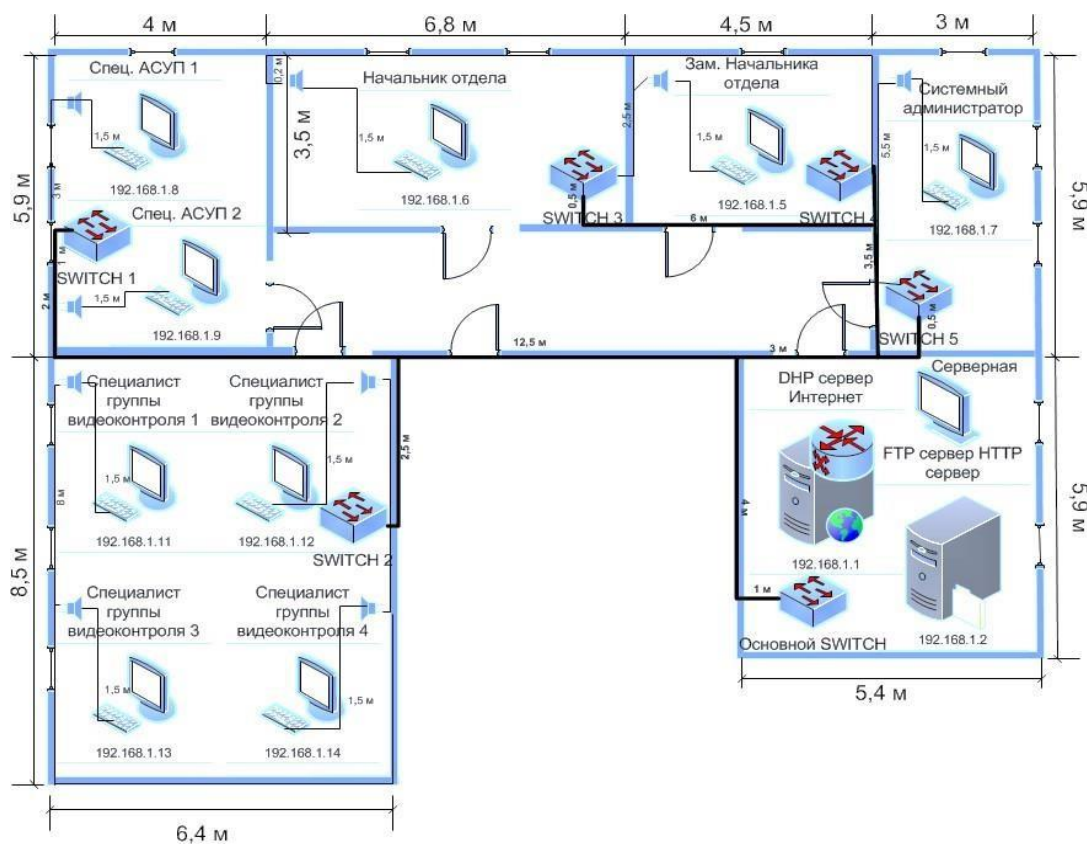 4 м
6,8 м
4,5 м
3 м
Спец. АСУП 1
1,5 м
192.168.1.8
3 м
Спец. АСУП 2
SWITCH 1
1 м
2 м
1,5 м
192.168.1.9
5,9 м
0,2 м
3,5 м
Начальник отдела
1,5 м
192.168.1.6
SWITCH 3
0,5 м
2,5 м
Зам. Начальника
отдела
1,5 м
192.168.1.5
SWITCH 4
6 м
3,5 м
5,5 м
Системный
администратор
1,5 м
192.168.1.7
SWITCH 5
0,5 м
5,9 м
12,5 м
3 м
Специалист
группы
видеоконтроля 1
1,5 м
192.168.1.11
8 м
Специалист
группы
видеоконтроля 2
1,5 м
192.168.1.12
SWITCH 2
2,5 м
8,5 м
Специалист
группы
видеоконтроля 3
1,5 м
192.168.1.13
Специалист
группы
видеоконтроля 4
1,5 м
192.168.1.14
6,4 м
DHP сервер
Интернет
Серверная
FTP сервер HTTP
сервер
4 м
192.168.1.1
1 м
Основной SWITCH
192.168.1.2
5,9 м
5,4 м